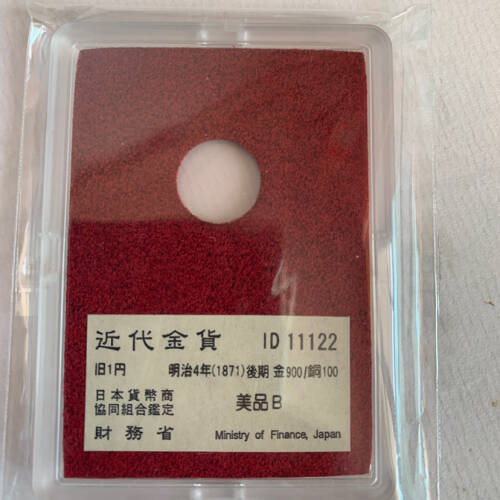 近代金貨 ID 11122
旧1円 明治4年(1871)後期 金900/銅100
日本貨幣商
協同組合鑑定 美品B
財務省 Ministry of Finance, Japan